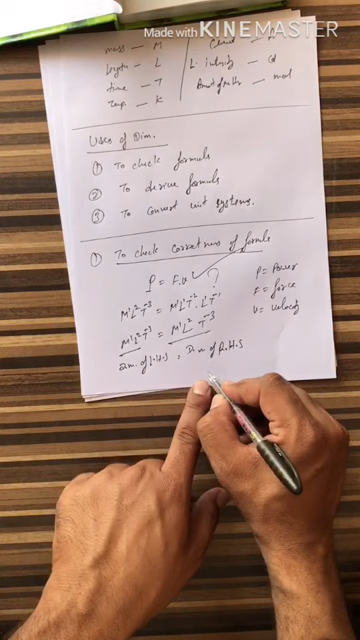 Made with KINEMASTER
mass — M
length — L
time — T
Temp. — K
L. intensity — Cd
Amount of matter — mol
Uses of Dim.
① To check formula
② To derive formula
③ To convert unit systems.
① To check correctness of formula
P = F.v ?
M¹L²T⁻³ = M¹L¹T⁻² . L¹T⁻¹
M¹L²T⁻³ = M¹L² T⁻³
Dim. of L.H.S = Dim of R.H.S
P = Power
F = force
V = velocity